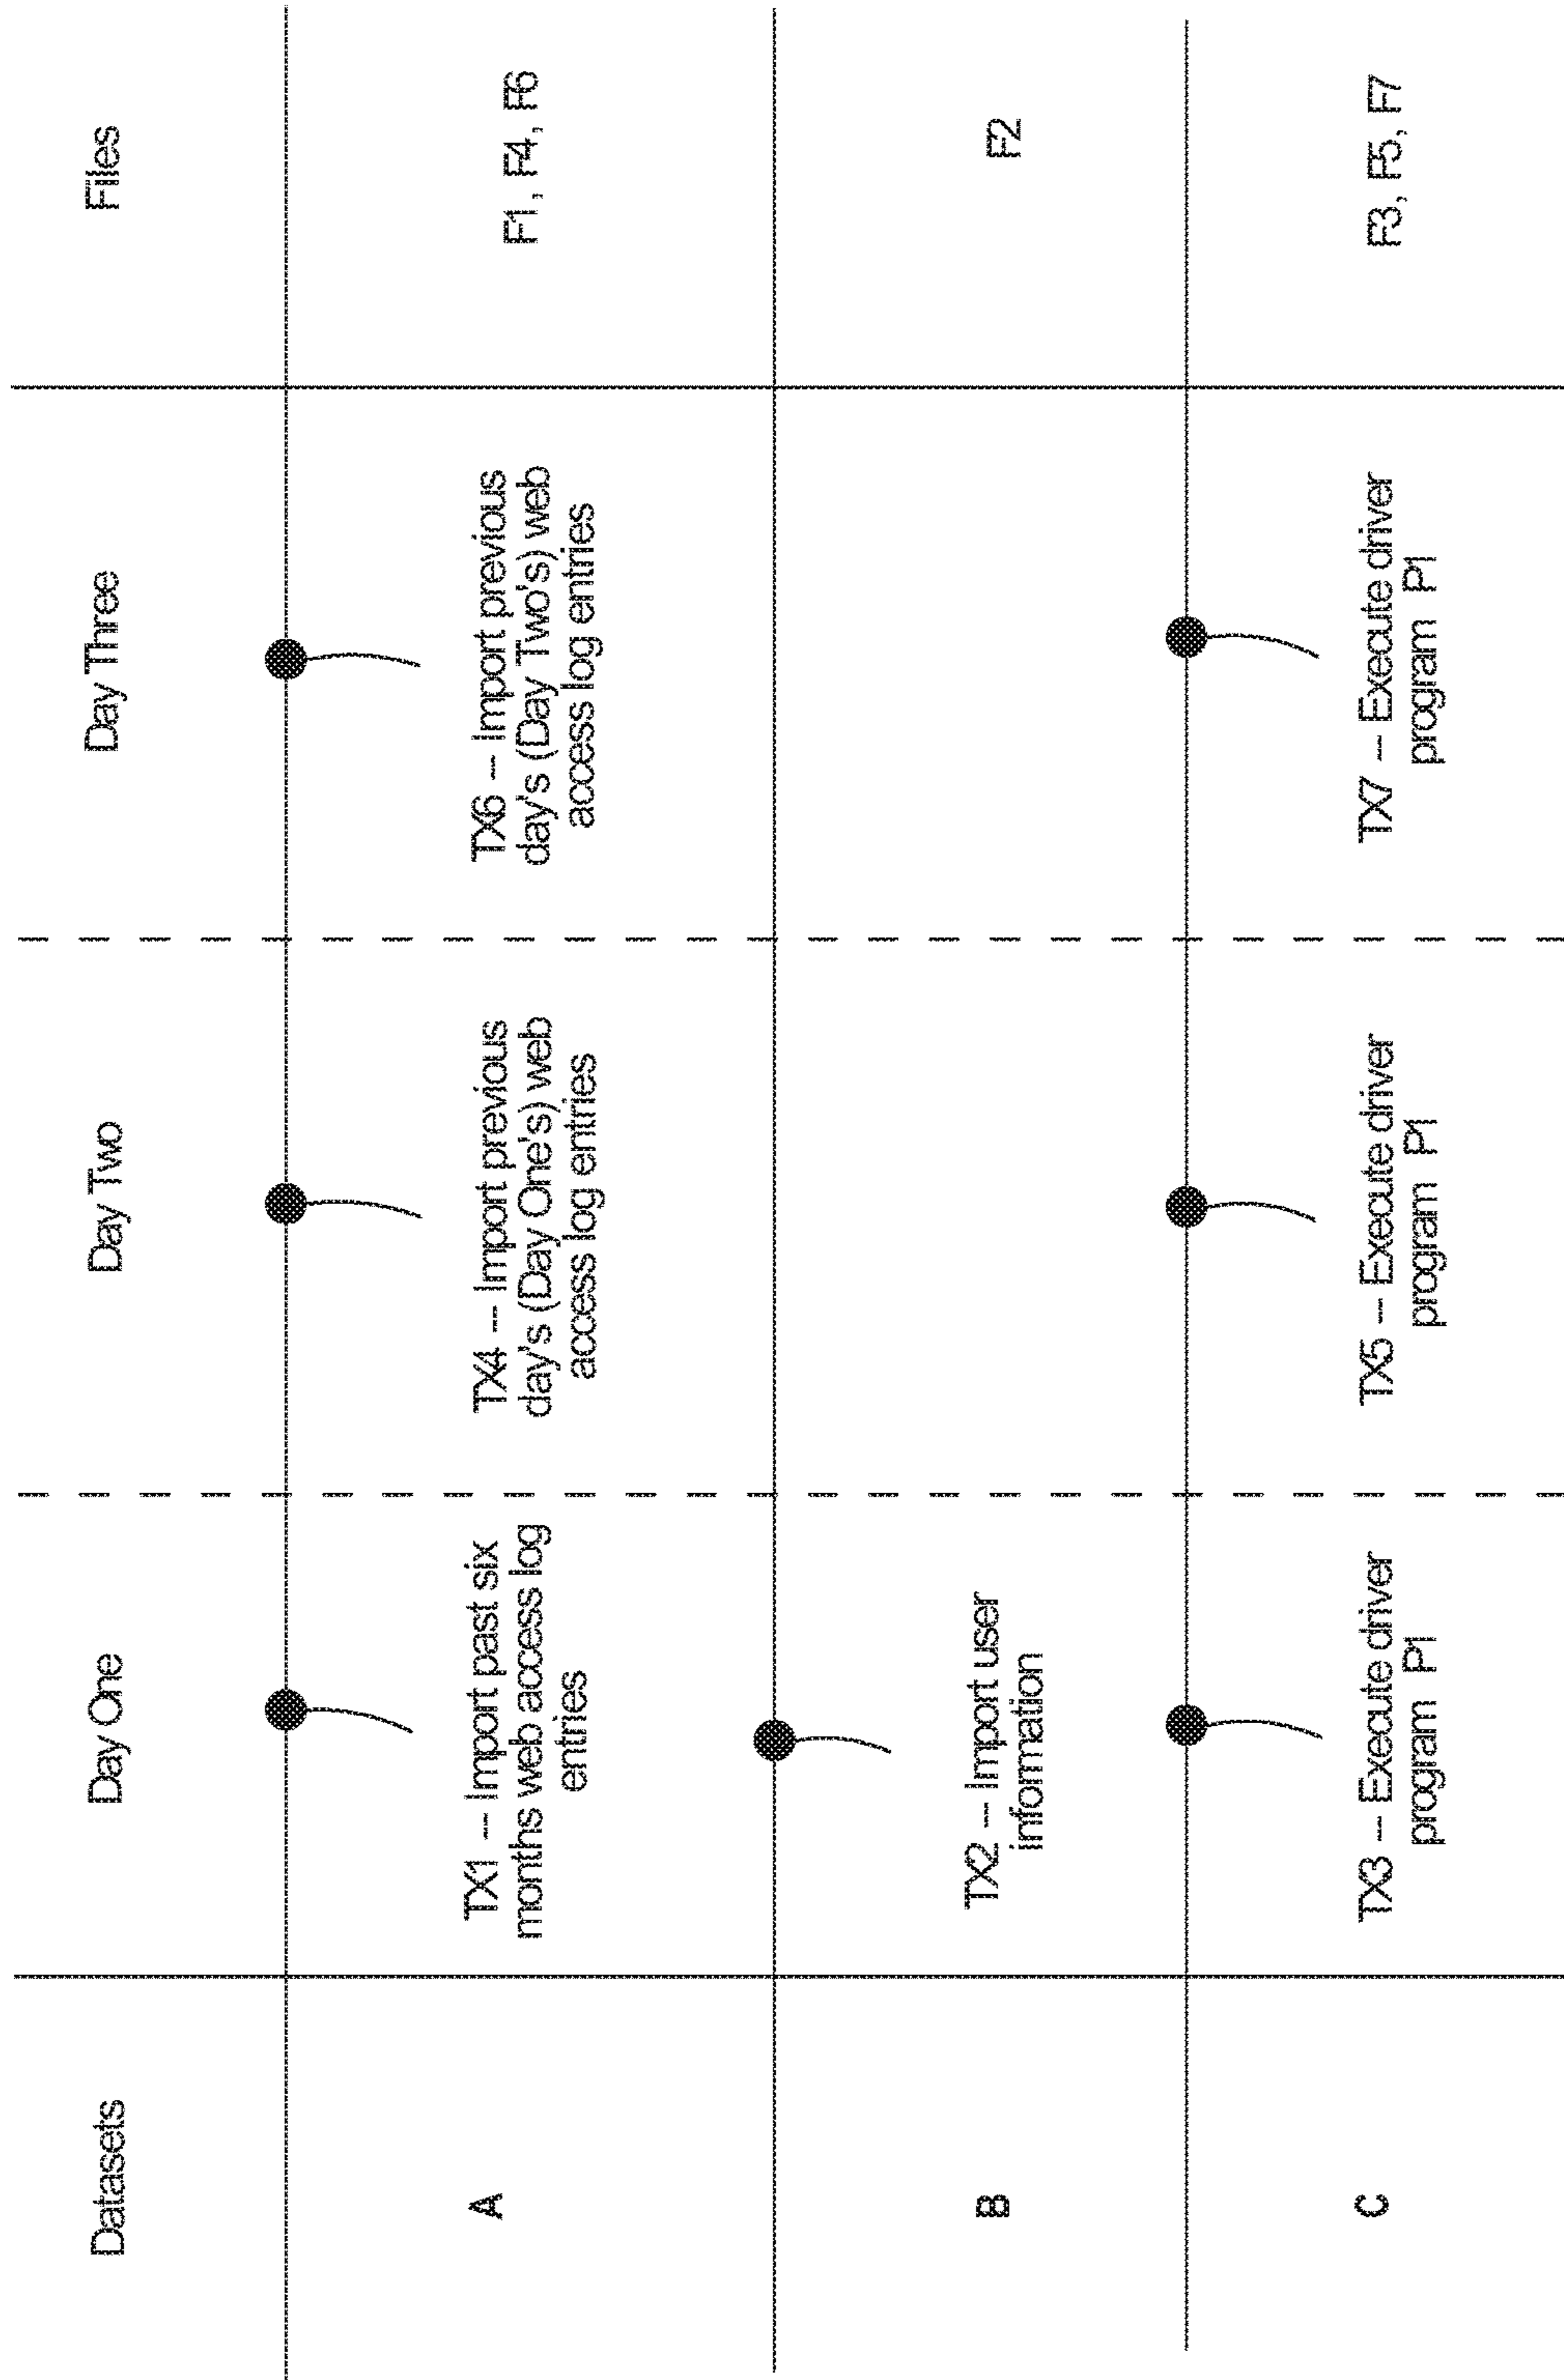 Datasets
Day One
Day Two
Day Three
Files
A
TX1 -- Import past six
months web access log
entries
TX4 -- Import previous
day's (Day One's) web
access log entries
TX6 -- Import previous
day's (Day Two's) web
access log entries
F1, F4, F6
B
TX2 -- Import user
information
F2
C
TX3 -- Execute driver
program P1
TX5 -- Execute driver
program P1
TX7 -- Execute driver
program P1
F3, F5, F7